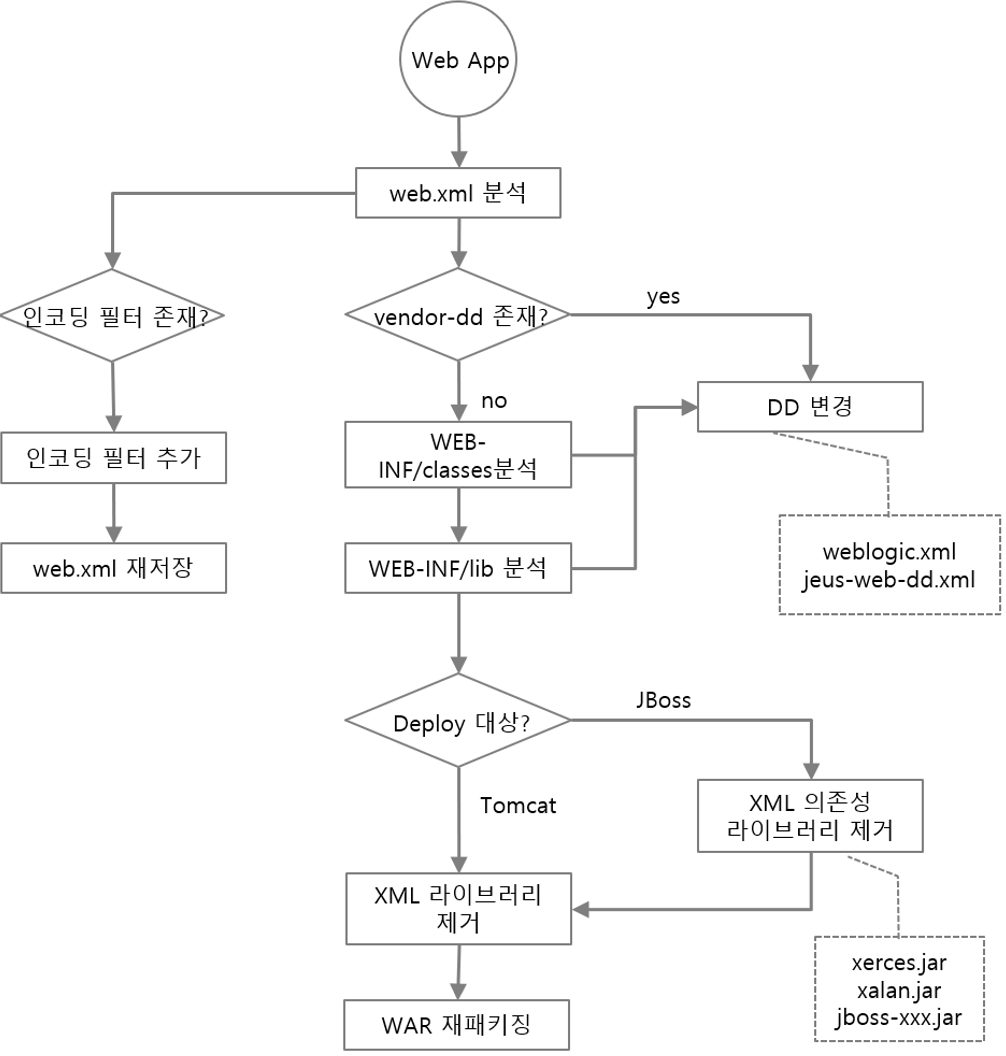 Web App
web.xml 분석
인코딩 필터 존재?
vendor-dd 존재?
yes
no
DD 변경
인코딩 필터 추가
WEB-
INF/classes분석
web.xml 재저장
WEB-INF/lib 분석
weblogic.xml
jeus-web-dd.xml
Deploy 대상?
JBoss
Tomcat
XML 의존성
라이브러리 제거
XML 라이브러리
제거
xerces.jar
xalan.jar
jboss-xxx.jar
WAR 재패키징